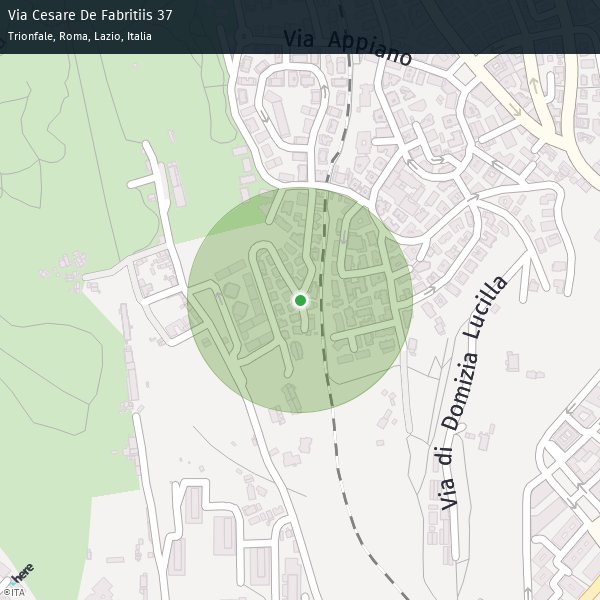 Via Cesare De Fabritiis 37
Trionfale, Roma, Lazio, Italia
Via Appiano
Via di Domizia Lucilla
here
©ITA